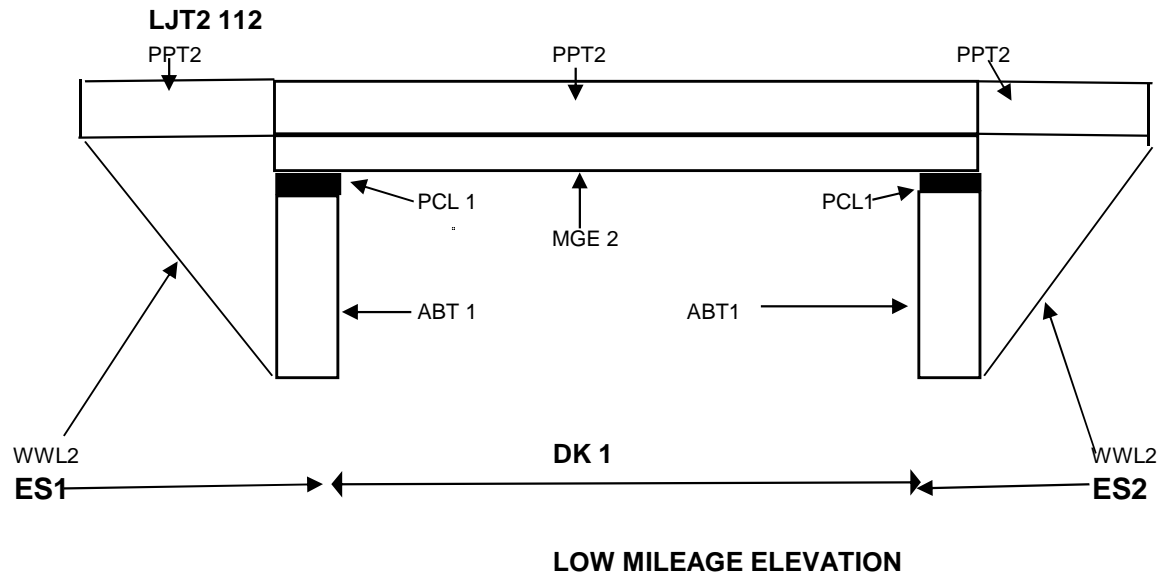 LJT2 112
PPT2 PPT2 PPT2
PCL 1 PCL1
MGE 2
ABT 1 ABT1
WWL2 DK 1 WWL2
ES1 ES2
LOW MILEAGE ELEVATION